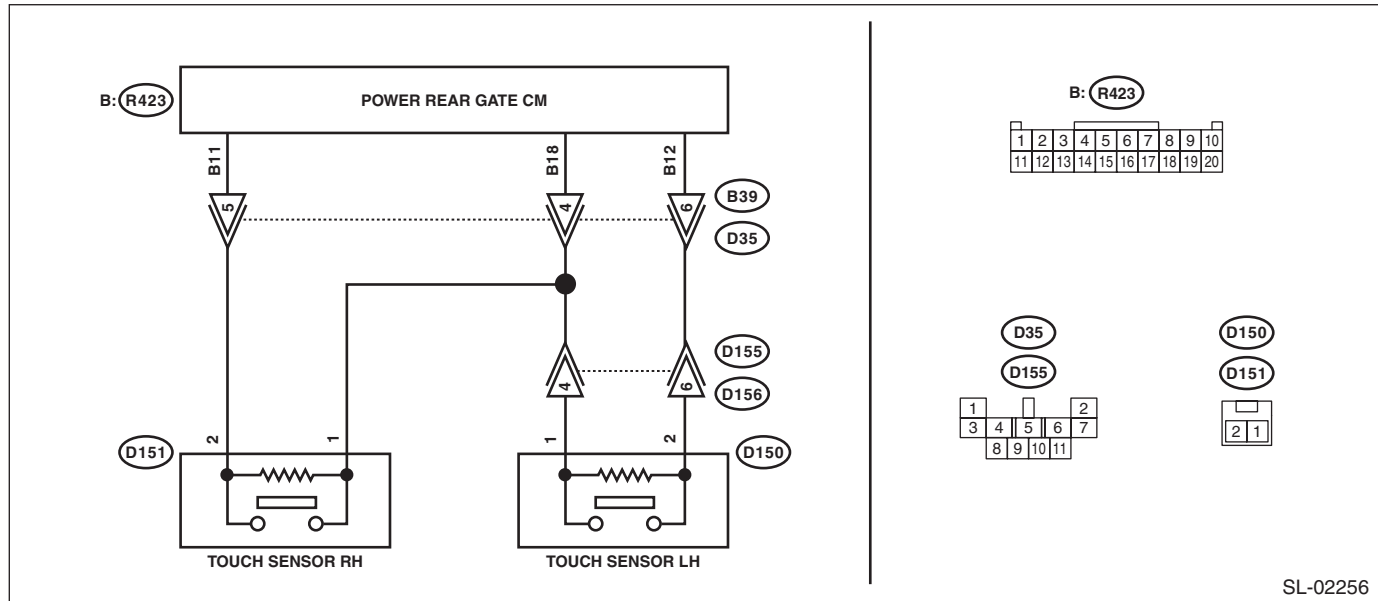 B: R423
POWER REAR GATE CM
B11
B18
B12
5
4
6
B39
D35
4
6
D155
D156
D151
2
1
1
2
D150
TOUCH SENSOR RH
TOUCH SENSOR LH
B: R423
1 2 3 4 5 6 7 8 9 10
11 12 13 14 15 16 17 18 19 20
D35
D155
1 2
3 4 5 6 7
8 9 10 11
D150
D151
2 1
SL-02256